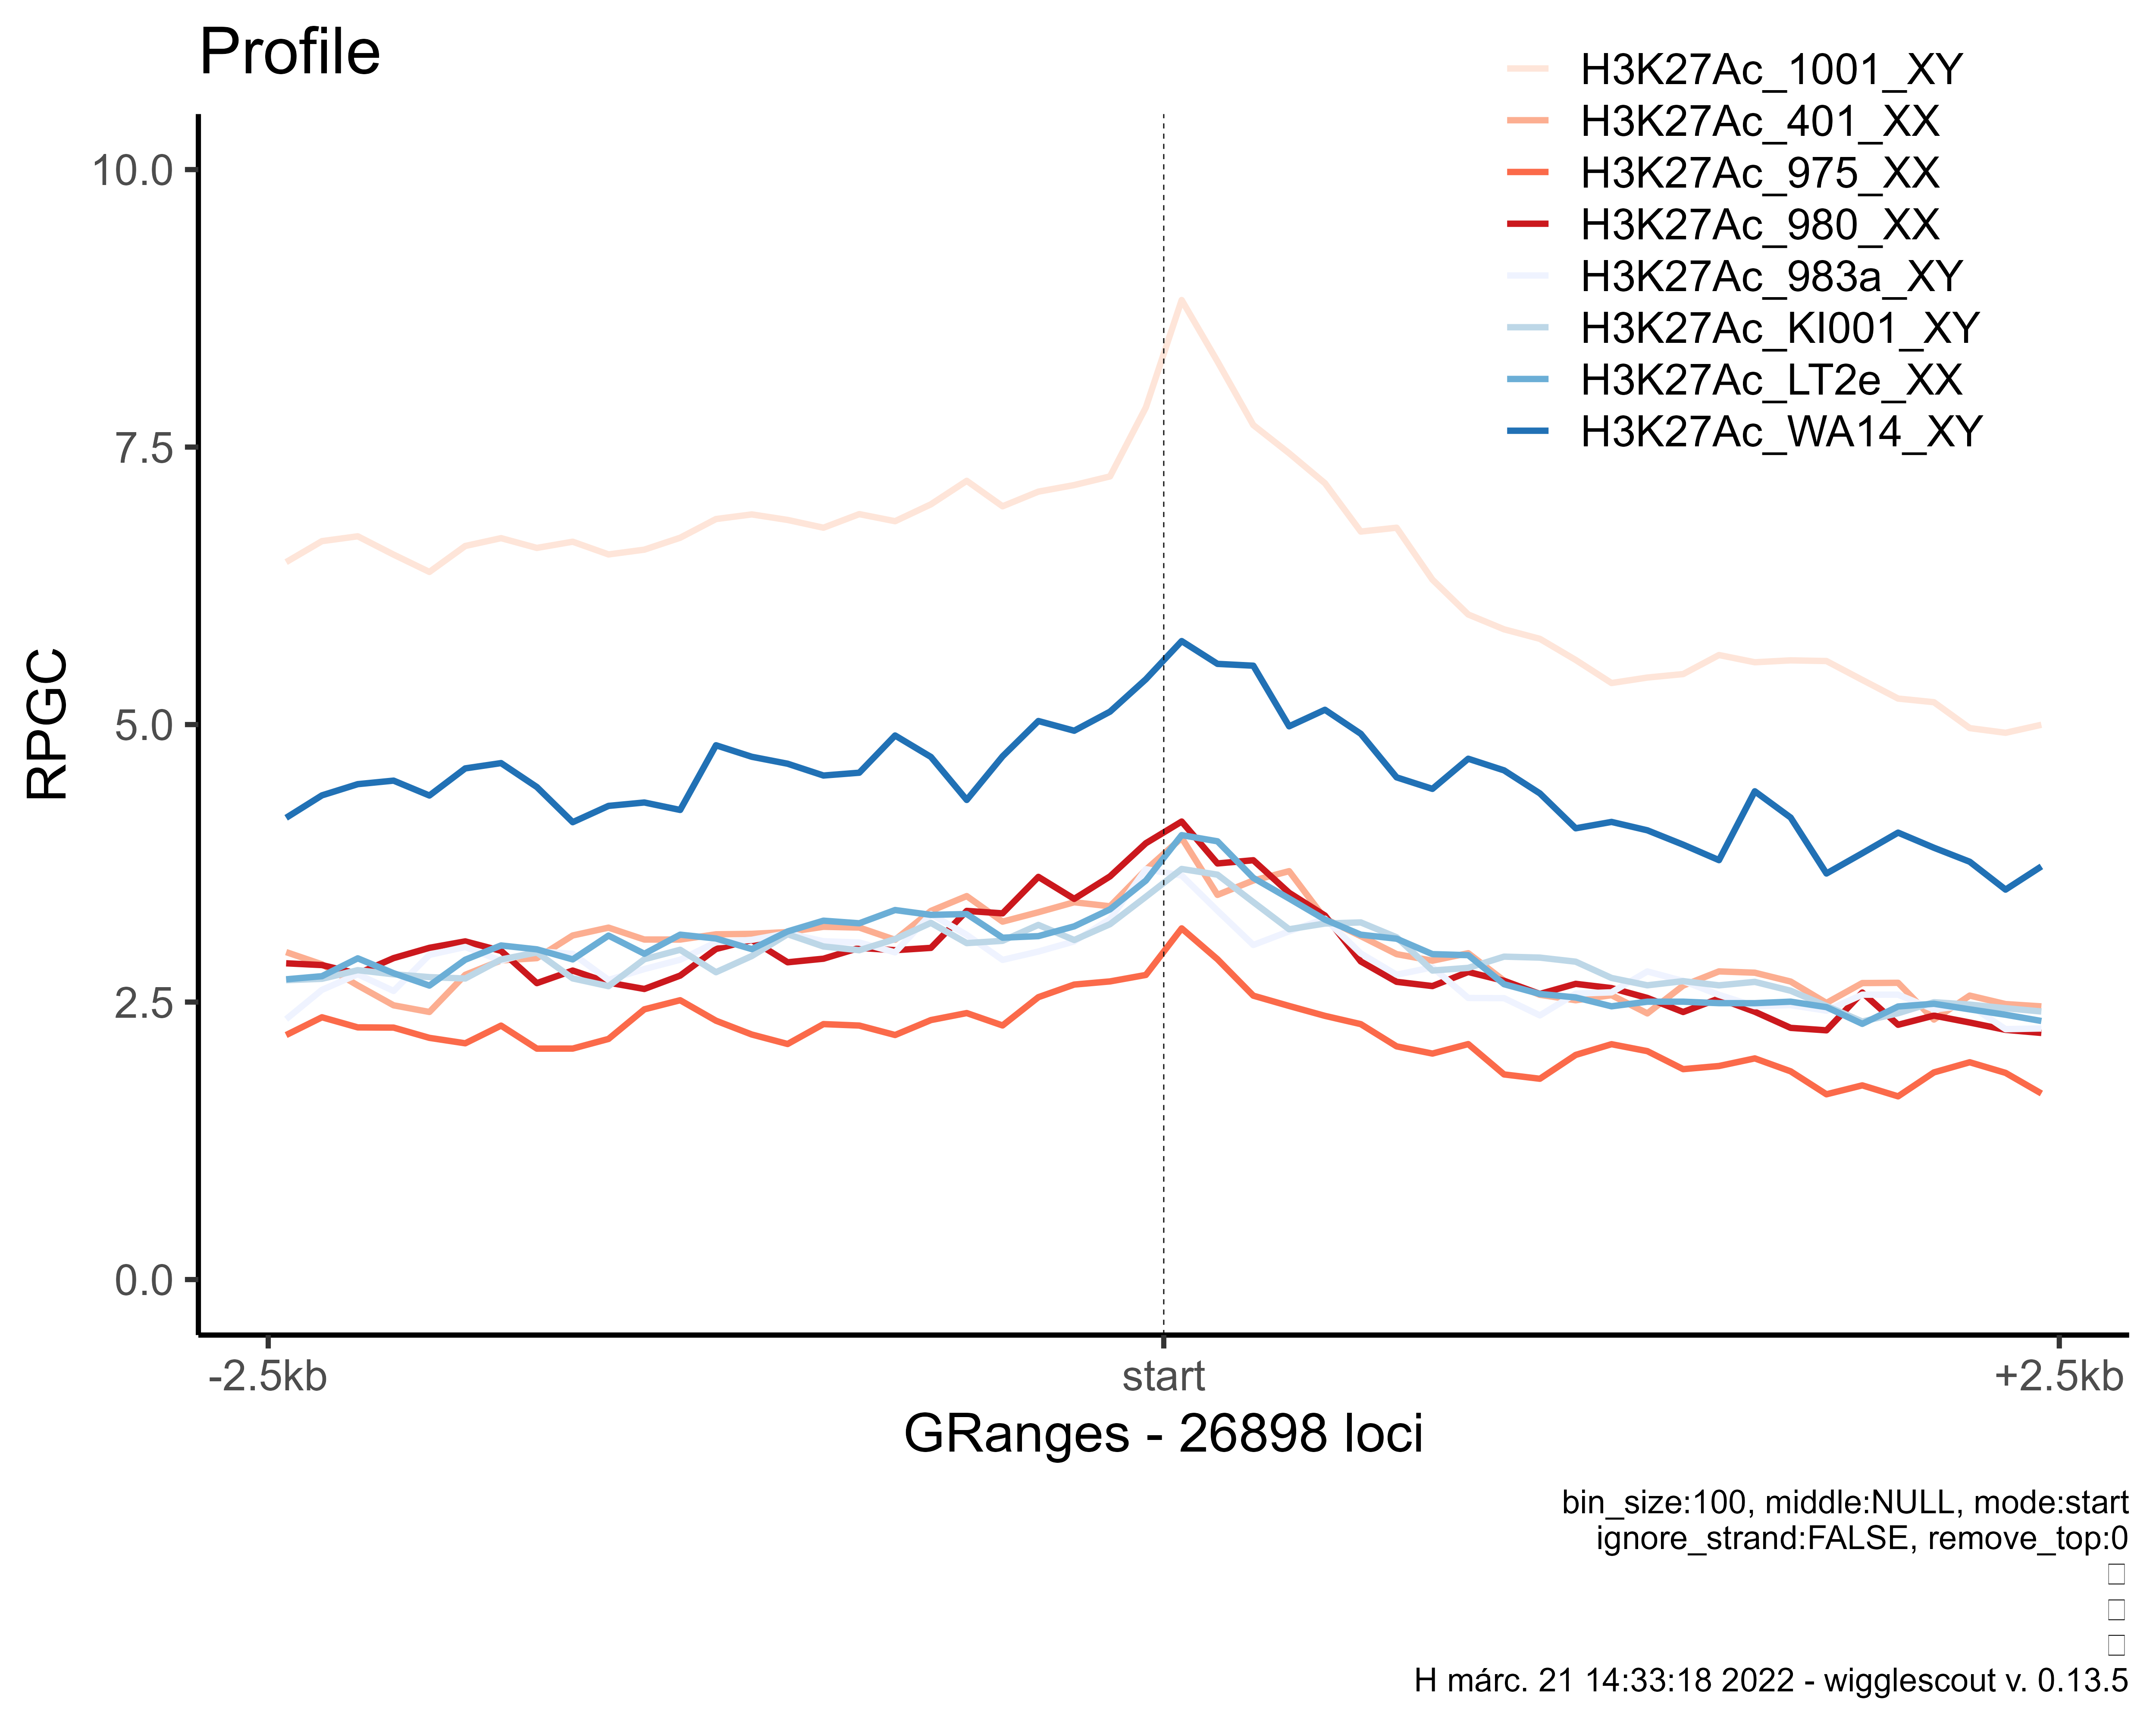 Profile
H3K27Ac_1001_XY
H3K27Ac_401_XX
H3K27Ac_975_XX
H3K27Ac_980_XX
H3K27Ac_983a_XY
H3K27Ac_KI001_XY
H3K27Ac_LT2e_XX
H3K27Ac_WA14_XY
10.0
7.5
5.0
2.5
0.0
RPGC
-2.5kb start +2.5kb
GRanges - 26898 loci
bin_size:100, middle:NULL, mode:start
ignore_strand:FALSE, remove_top:0
H márc. 21 14:33:18 2022 - wigglescout v. 0.13.5